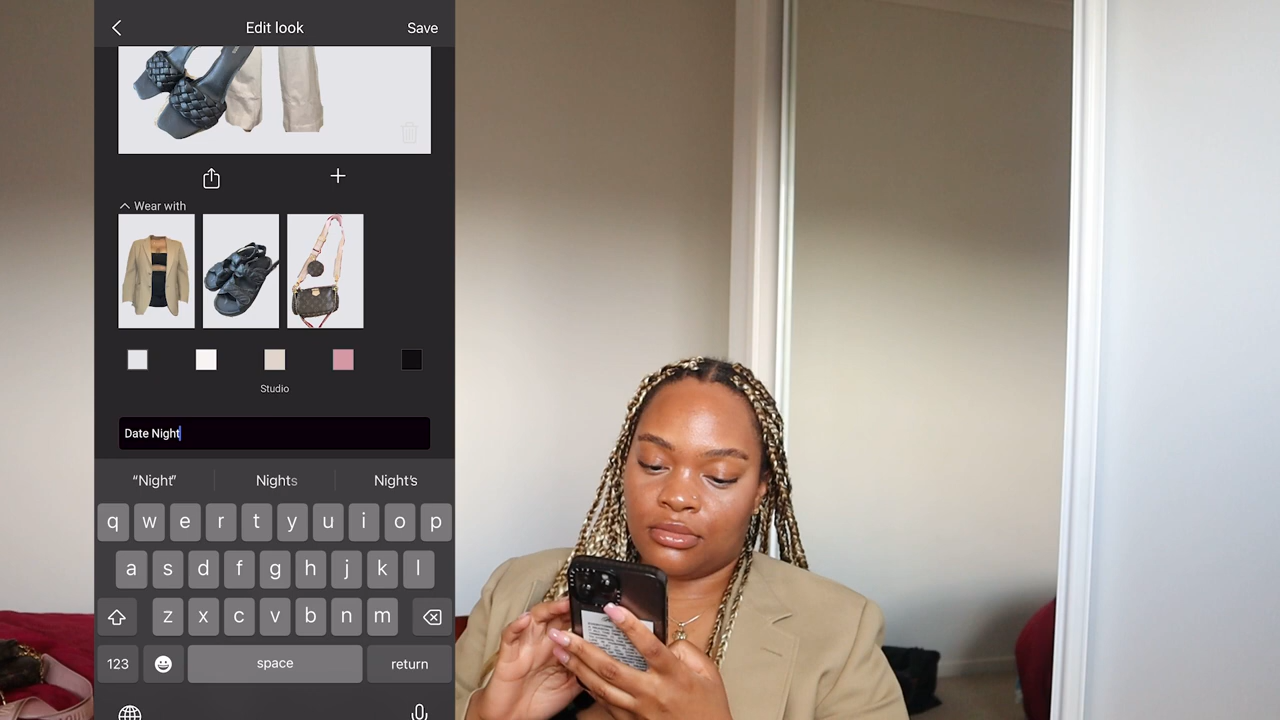 Edit look
Save
Wear with
Studio
Date Night
“Night”
Nights
Night's
q w e r t y u i o p
a s d f g h j k l
z x c v b n m
123
space
return